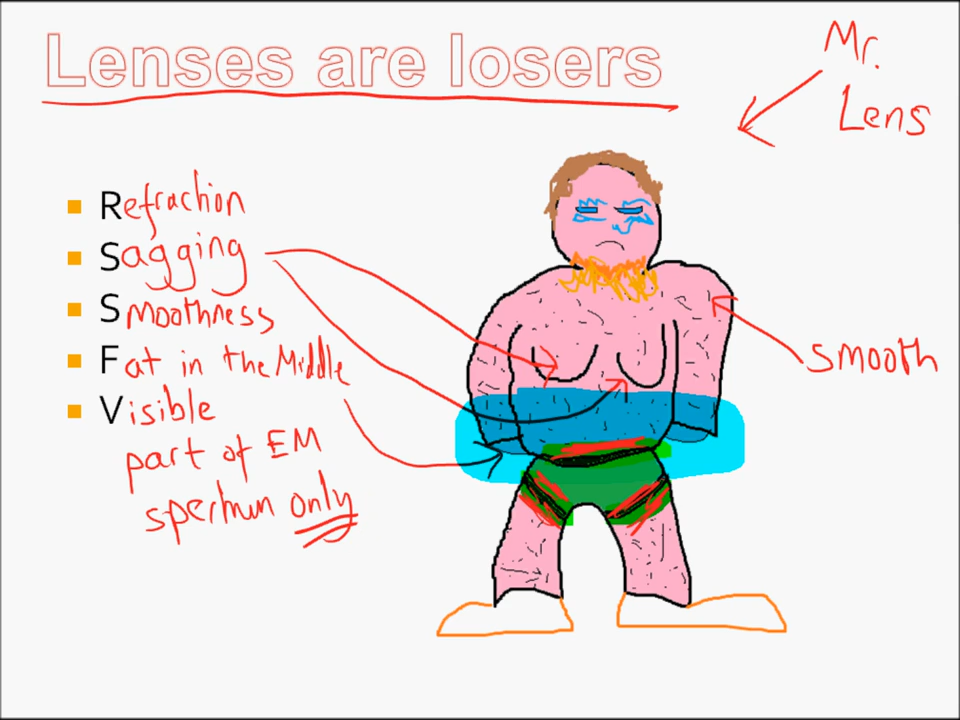 Lenses are losers
Mr.
Lens
Refraction
Sagging
Smoothness
Fat in the Middle
Visible
part of EM
spectrum only
smooth